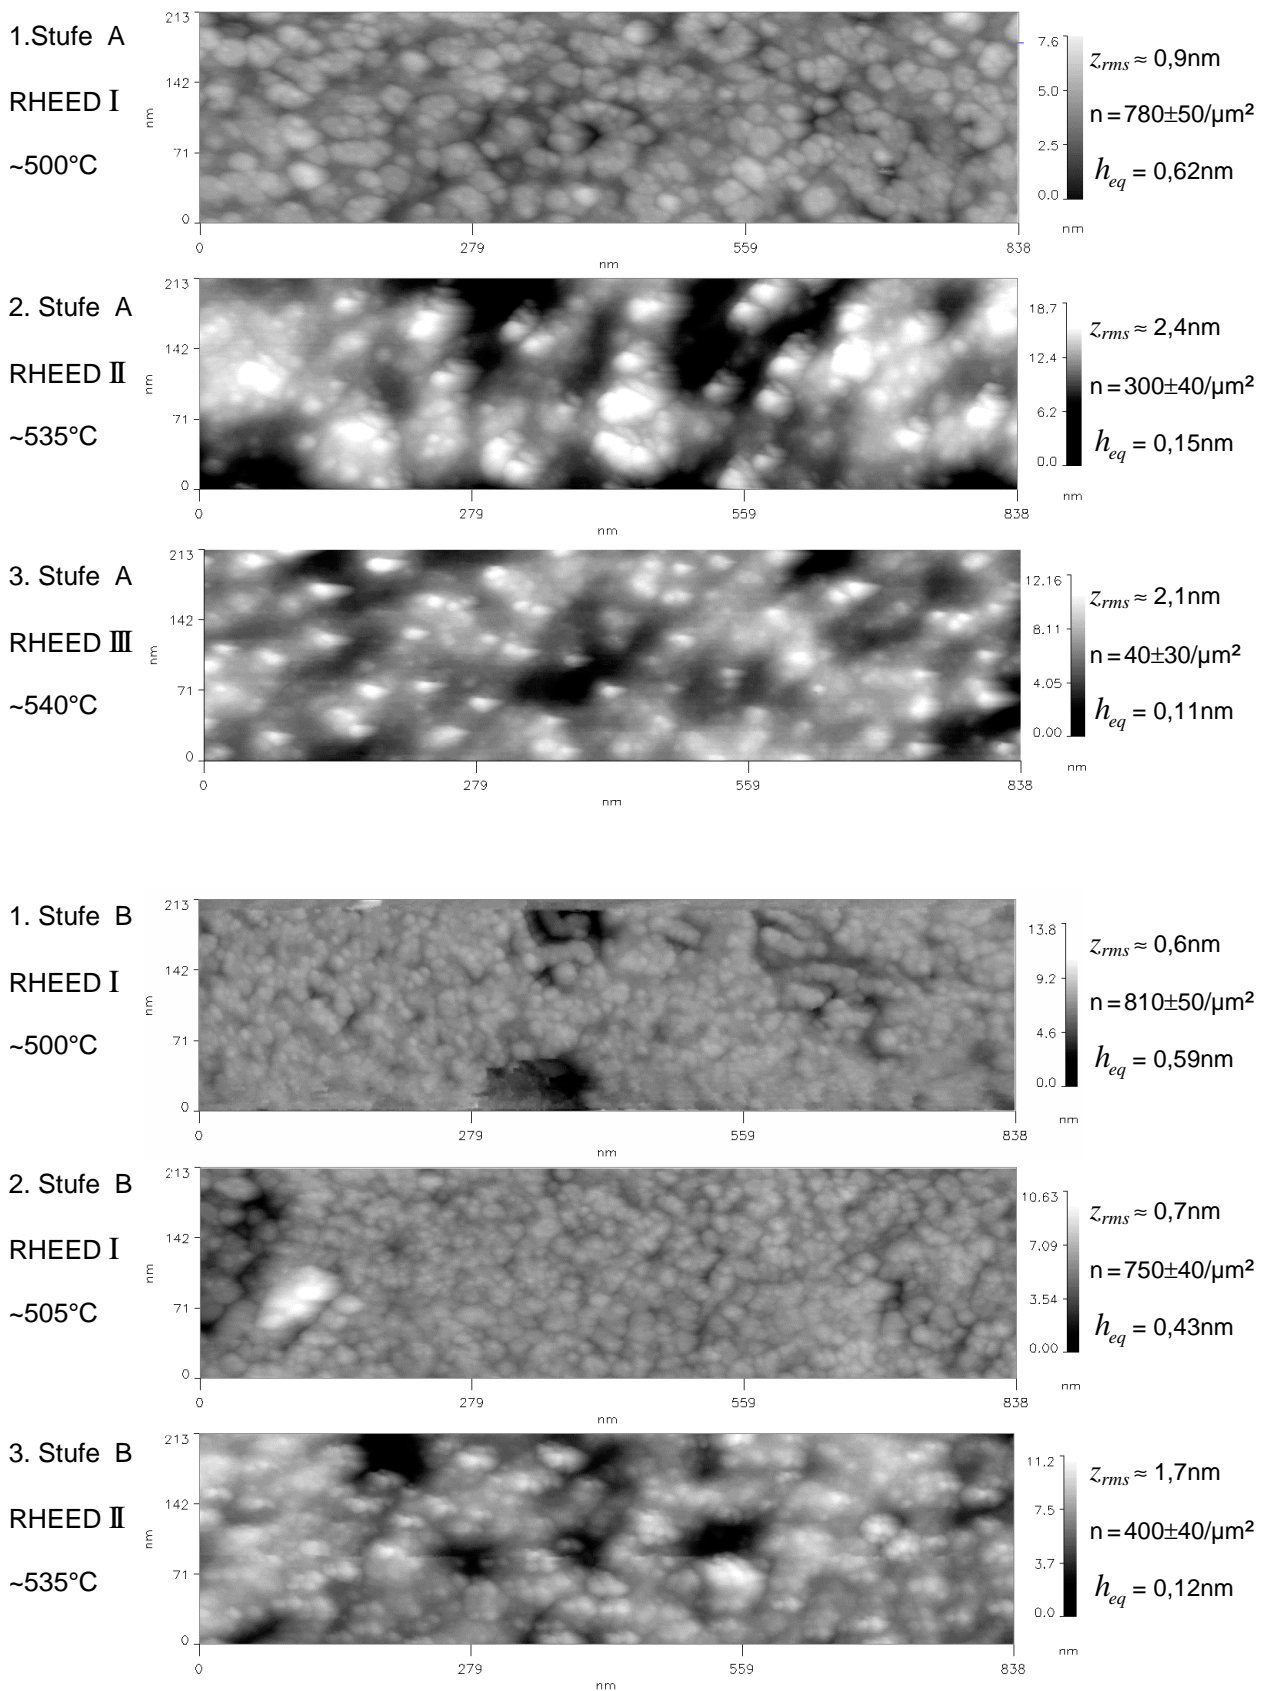 1.Stufe A
RHEED I
~500°C
213
142
71
0
nm
0 279 559 838
nm
7.6
5.0
2.5
0.0
nm
z_rms ≈ 0,9nm
n = 780±50/µm²
h_eq = 0,62nm
2. Stufe A
RHEED II
~535°C
213
142
71
0
nm
0 279 559 838
nm
18.7
12.4
6.2
0.0
nm
z_rms ≈ 2,4nm
n = 300±40/µm²
h_eq = 0,15nm
3. Stufe A
RHEED III
~540°C
213
142
71
0
nm
0 279 559 838
nm
12.16
8.11
4.05
0.00
nm
z_rms ≈ 2,1nm
n = 40±30/µm²
h_eq = 0,11nm
1. Stufe B
RHEED I
~500°C
213
142
71
0
nm
0 279 559 838
nm
13.8
9.2
4.6
0.0
nm
z_rms ≈ 0,6nm
n = 810±50/µm²
h_eq = 0,59nm
2. Stufe B
RHEED I
~505°C
213
142
71
0
nm
0 279 559 838
nm
10.63
7.09
3.54
0.00
nm
z_rms ≈ 0,7nm
n = 750±40/µm²
h_eq = 0,43nm
3. Stufe B
RHEED II
~535°C
213
142
71
0
nm
0 279 559 838
nm
11.2
7.5
3.7
0.0
nm
z_rms ≈ 1,7nm
n = 400±40/µm²
h_eq = 0,12nm